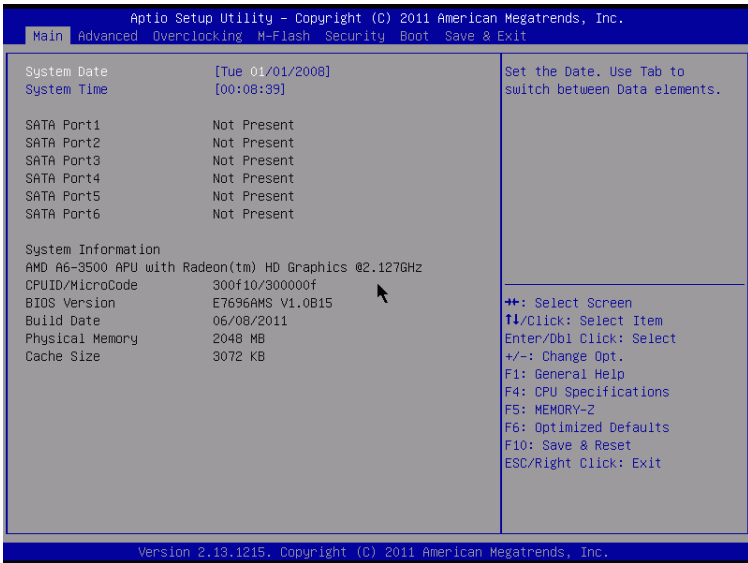 Aptio Setup Utility – Copyright (C) 2011 American Megatrends, Inc.
Main Advanced Overclocking M-Flash Security Boot Save & Exit
System Date [Tue 01/01/2008]
System Time [00:08:39]
SATA Port1 Not Present
SATA Port2 Not Present
SATA Port3 Not Present
SATA Port4 Not Present
SATA Port5 Not Present
SATA Port6 Not Present
System Information
AMD A6-3500 APU with Radeon(tm) HD Graphics @2.127GHz
CPUID/MicroCode 300f10/300000f
BIOS Version E7696AMS V1.0B15
Build Date 06/08/2011
Physical Memory 2048 MB
Cache Size 3072 KB
Set the Date. Use Tab to
switch between Data elements.
→←: Select Screen
↑↓/Click: Select Item
Enter/Dbl Click: Select
+/-: Change Opt.
F1: General Help
F4: CPU Specifications
F5: MEMORY-Z
F6: Optimized Defaults
F10: Save & Reset
ESC/Right Click: Exit
Version 2.13.1215. Copyright (C) 2011 American Megatrends, Inc.